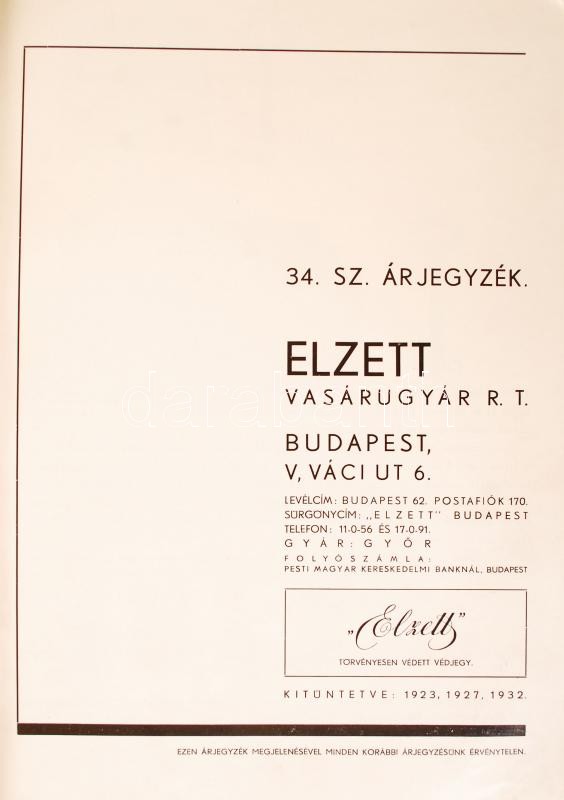 34. SZ. ÁRJEGYZÉK.
ELZETT
VASÁRUGYÁR R. T.
BUDAPEST,
V, VÁCI UT 6.
LEVÉLCÍM: BUDAPEST 62. POSTAFIÓK 170.
SÜRGÖNYCÍM: „ELZETT" BUDAPEST
TELEFON: 11-0-56 ÉS 17-0-91.
GYÁR: GYŐR
FOLYÓSZÁMLA:
PESTI MAGYAR KERESKEDELMI BANKNÁL, BUDAPEST
„Elzett"
TÖRVÉNYESEN VÉDETT VÉDJEGY.
KITÜNTETVE: 1923, 1927, 1932.
EZEN ÁRJEGYZÉK MEGJELENÉSÉVEL MINDEN KORÁBBI ÁRJEGYZÉSÜNK ÉRVÉNYTELEN.
darabanth